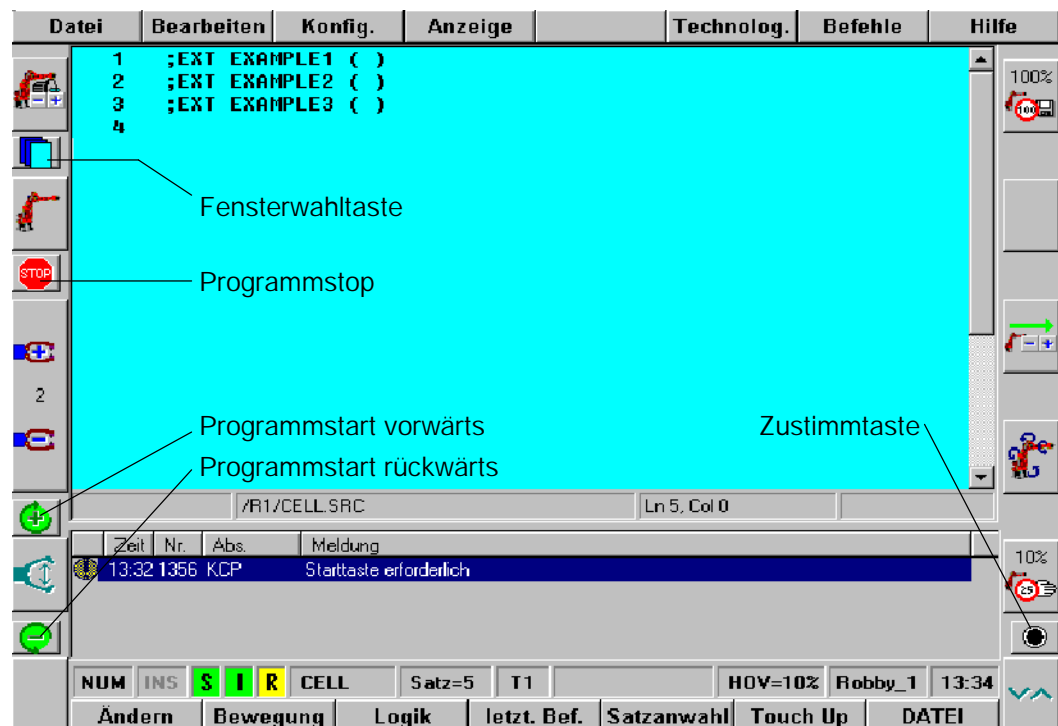 Datei Bearbeiten Konfig. Anzeige Technolog. Befehle Hilfe
1 ;EXT EXAMPLE1 ( )
2 ;EXT EXAMPLE2 ( )
3 ;EXT EXAMPLE3 ( )
4
100%
100
Fensterwahltaste
STOP
Programmstop
2
Programmstart vorwärts
Zustimmtaste
Programmstart rückwärts
/R1/CELL.SRC Ln 5, Col 0
Zeit Nr. Abs. Meldung
13:32 1356 KCP Starttaste erforderlich
10%
25
NUM INS S I R CELL Satz=5 T1 HOV=10% Robby_1 13:34
Ändern Bewegung Logik letzt. Bef. Satzanwahl Touch Up DATEI